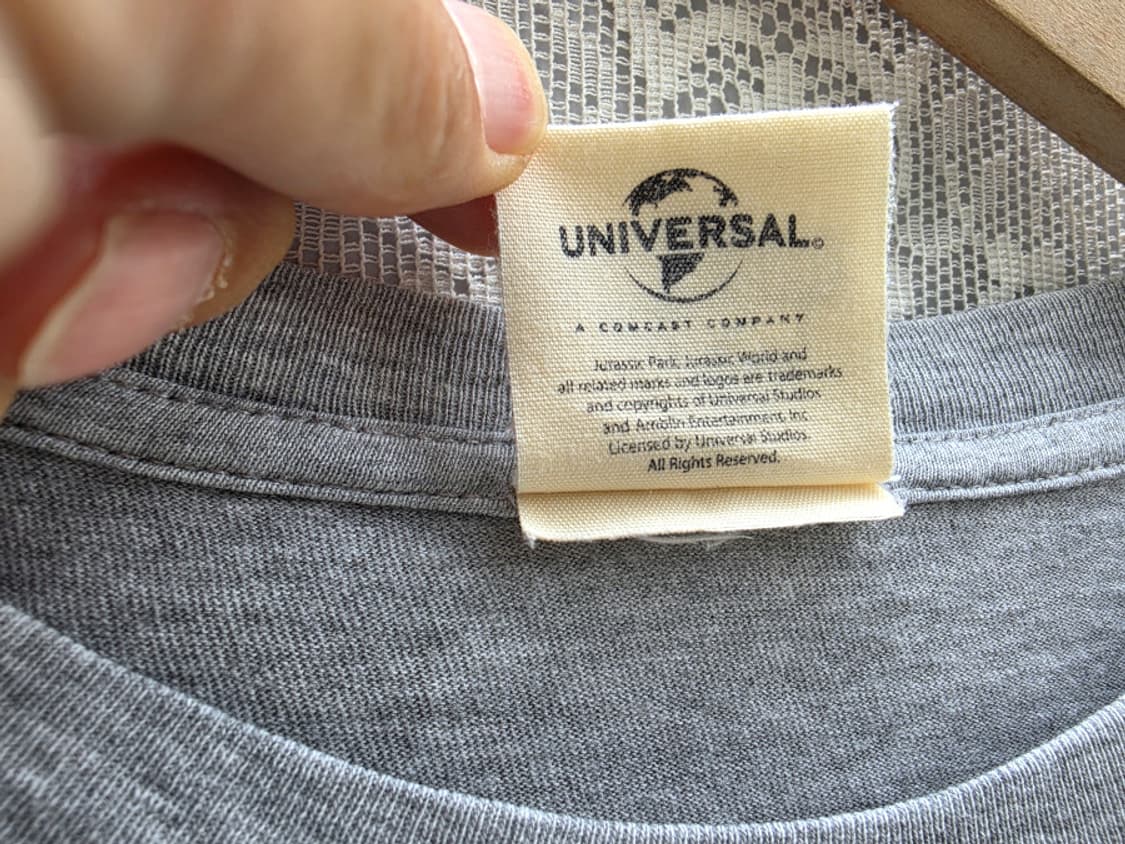 UNIVERSAL©
A COMCAST COMPANY
Jurassic Park, Jurassic World and
all related marks and logos are trademarks
and copyrights of Universal Studios
and Amblin Entertainment, Inc
Licensed by Universal Studios.
All Rights Reserved.